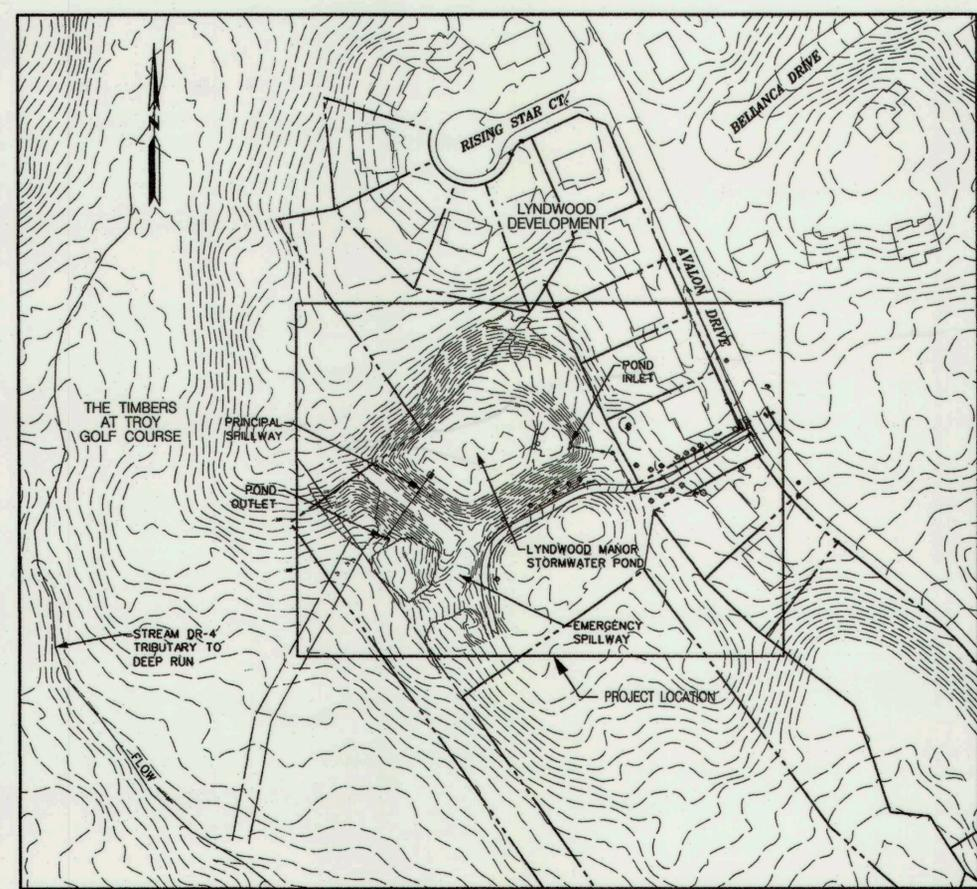 RISING STAR CT.
BELLANCA DRIVE
LYNDWOOD
DEVELOPMENT
AVALON DRIVE
N
POND
INLET
THE TIMBERS
AT TROY
GOLF COURSE
PRINCIPAL
SPILLWAY
POND
OUTLET
LYNDWOOD MANOR
STORMWATER POND
EMERGENCY
SPILLWAY
STREAM DR-4
TRIBUTARY TO
DEEP RUN
PROJECT LOCATION
FLOW